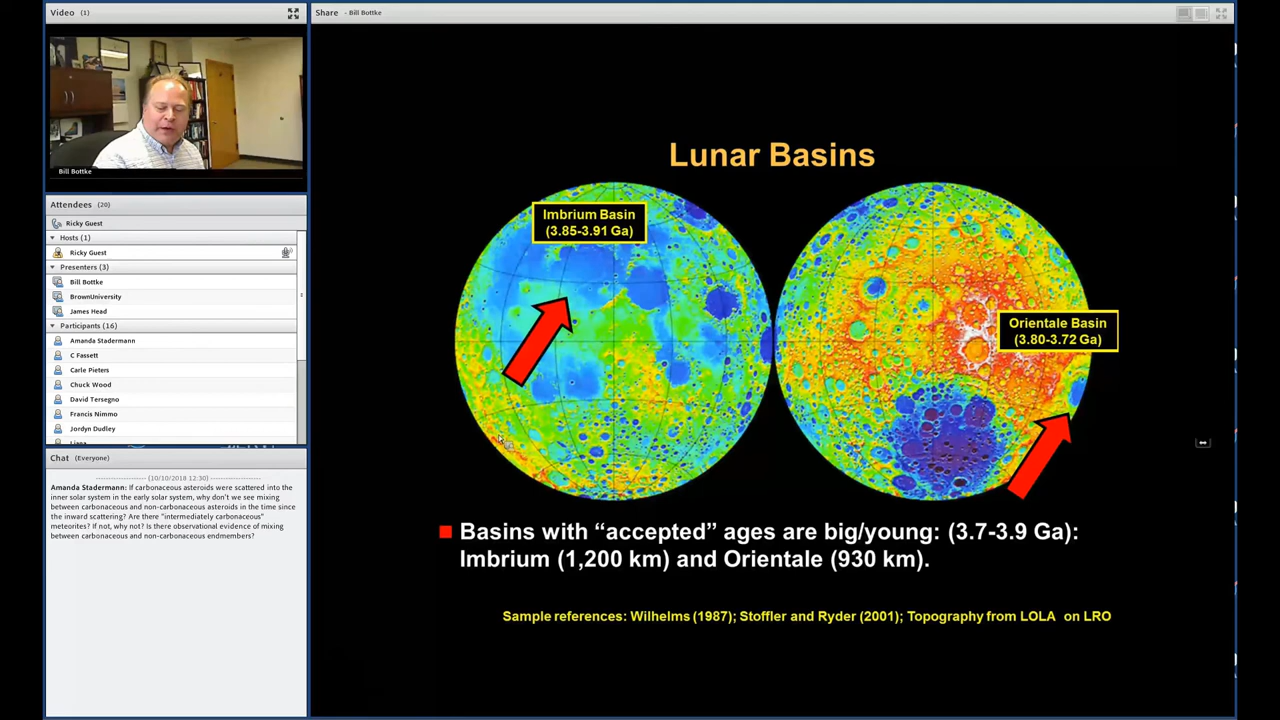 Video (1)
Bill Bottke
Attendees (20)
Ricky Guest
Hosts (1)
Ricky Guest
Presenters (3)
Bill Bottke
BrownUniversity
James Head
Participants (16)
Amanda Stadermann
C Fassett
Carle Pieters
Chuck Wood
David Tersegno
Francis Nimmo
Jordyn Dudley
Chat (Everyone)
(10/10/2018 12:30)
Amanda Stadermann: If carbonaceous asteroids were scattered into the
inner solar system in the early solar system, why don't we see mixing
between carbonaceous and non-carbonaceous asteroids in the time since
the inward scattering? Are there "intermediately carbonaceous"
meteorites? If not, why not? Is there observational evidence of mixing
between carbonaceous and non-carbonaceous endmembers?
Share - Bill Bottke
Lunar Basins
Imbrium Basin
(3.85-3.91 Ga)
Orientale Basin
(3.80-3.72 Ga)
Basins with “accepted” ages are big/young: (3.7-3.9 Ga):
Imbrium (1,200 km) and Orientale (930 km).
Sample references: Wilhelms (1987); Stoffler and Ryder (2001); Topography from LOLA on LRO